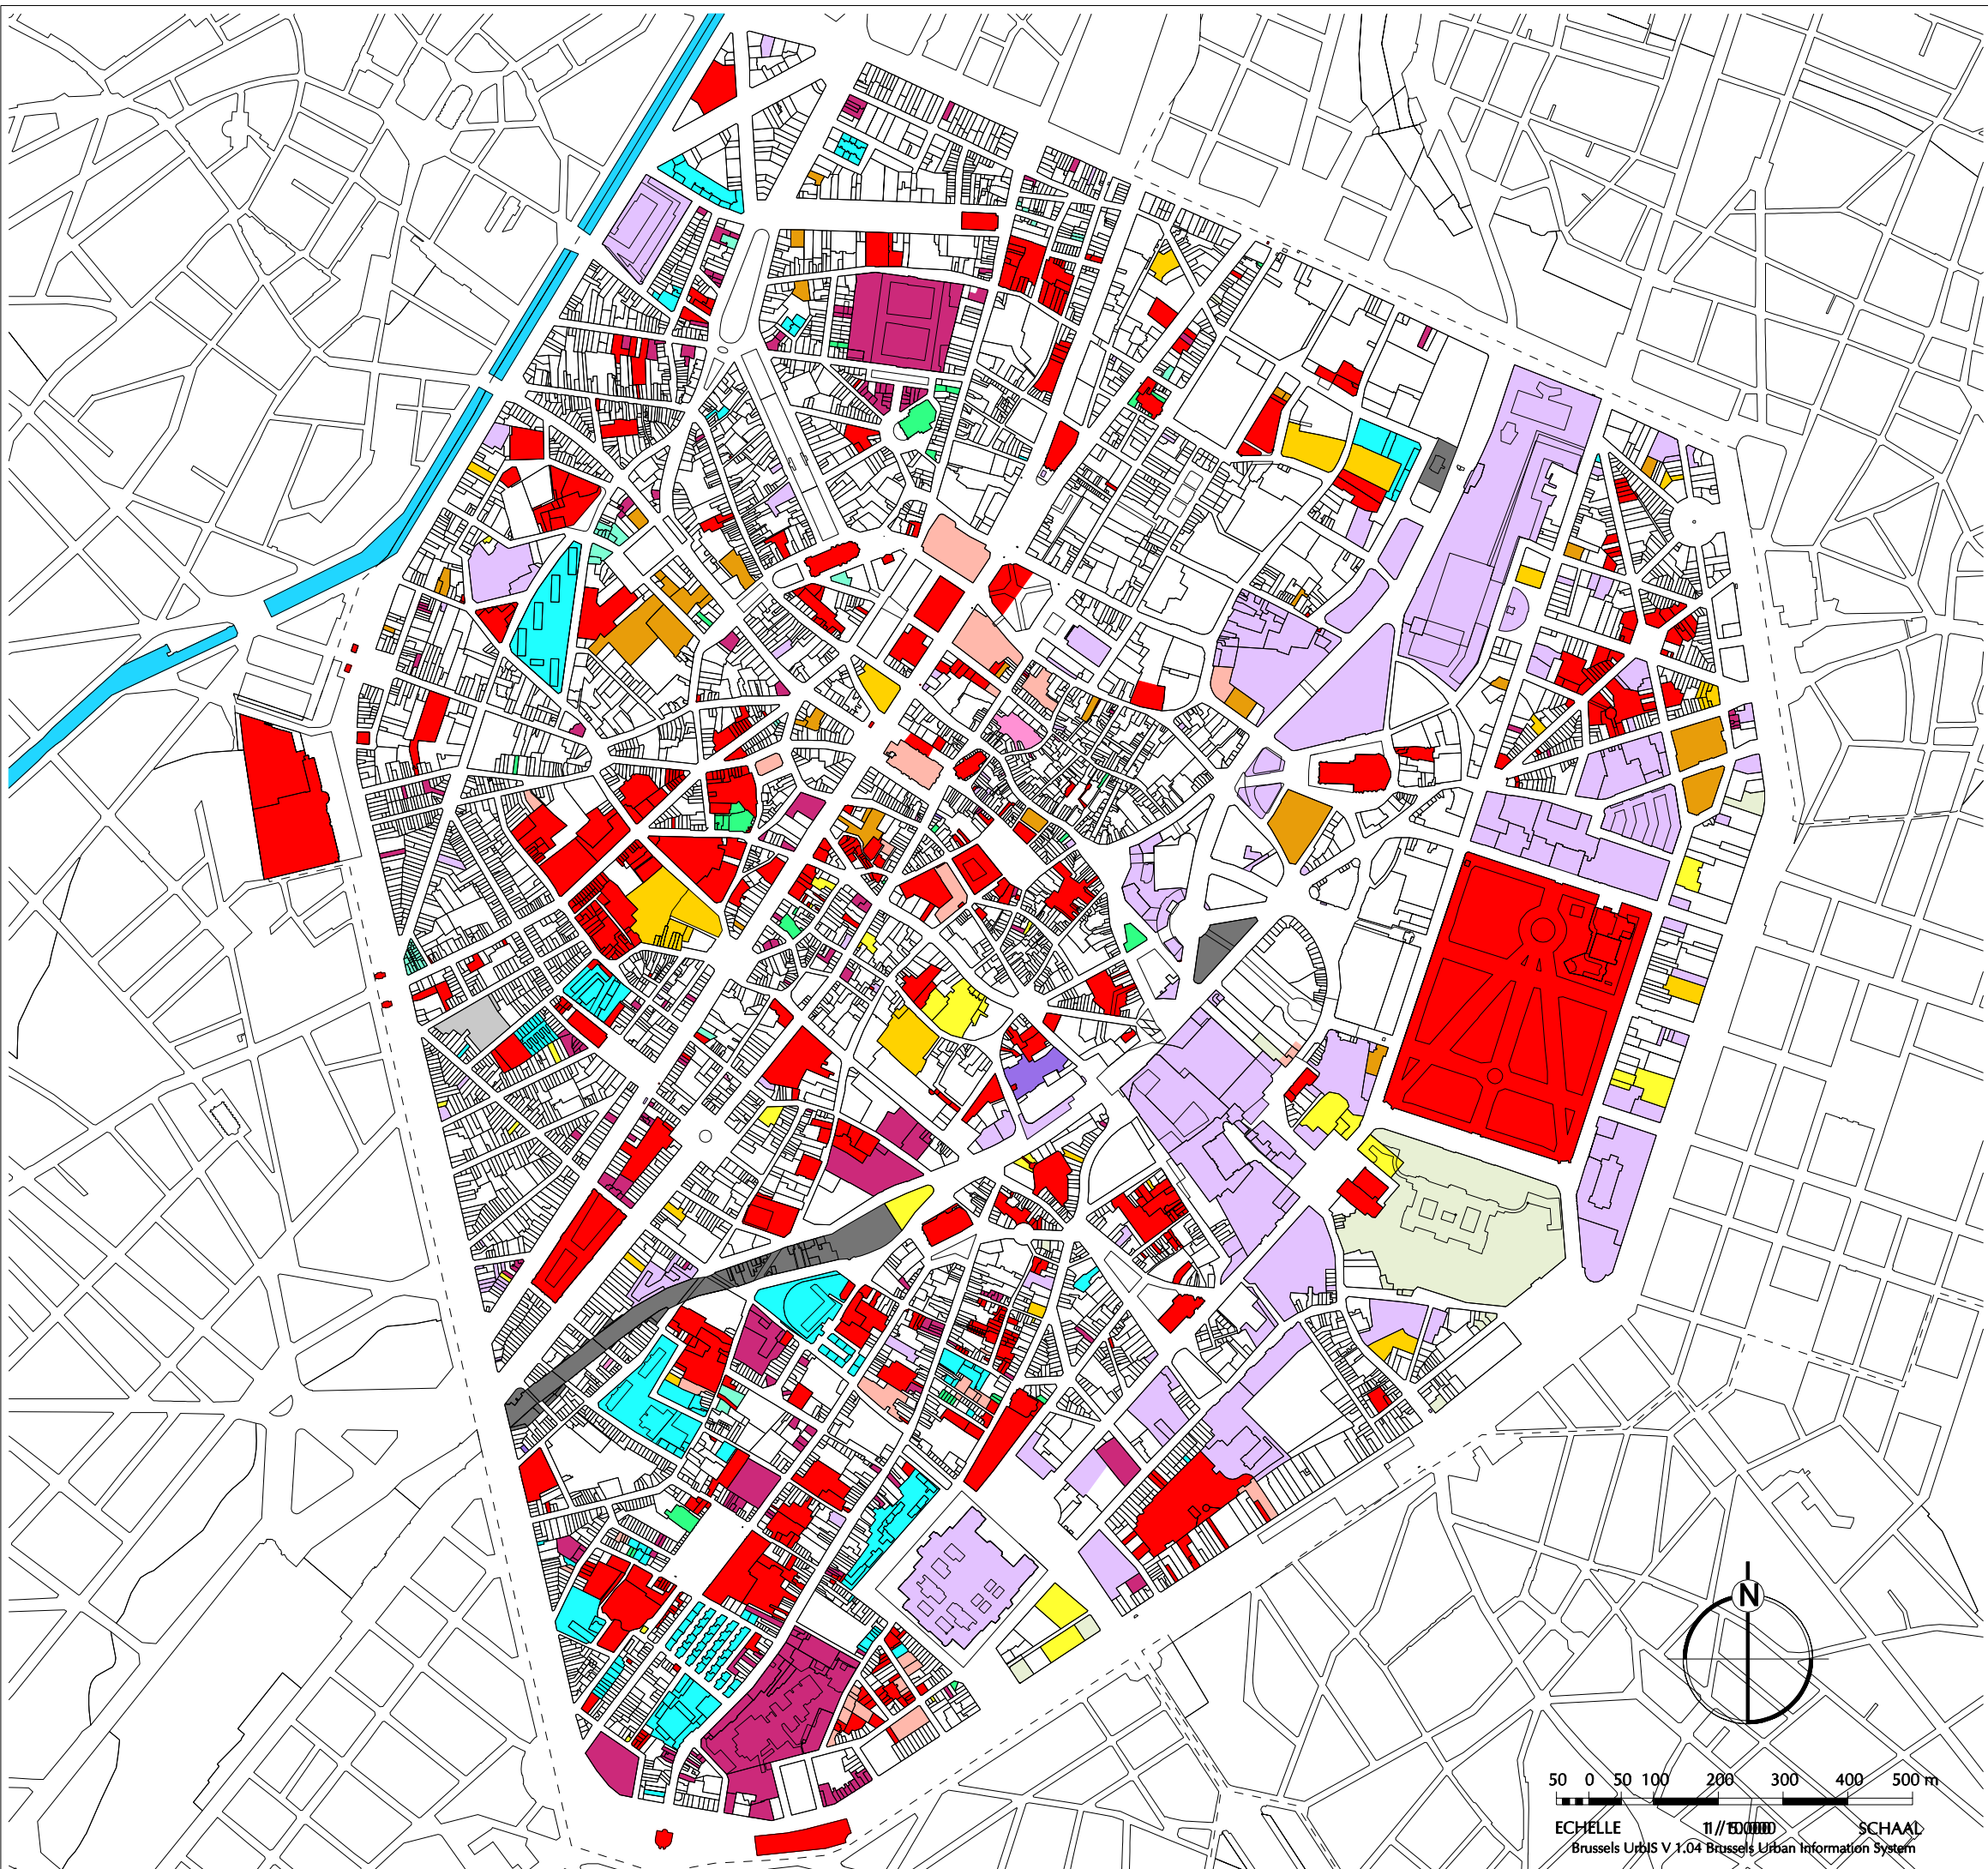 N
50 0 50 100 200 300 400 500 m
ECHELLE SCHAAL
Brussels UrbIS V 1.04 Brussels Urban Information System